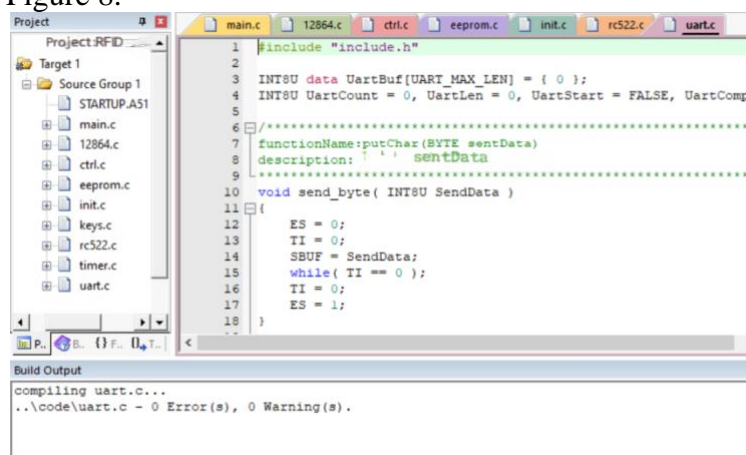 Figure 8.
Project
Project:RFID
Target 1
Source Group 1
STARTUP.A51
main.c
12864.c
ctrl.c
eeprom.c
init.c
keys.c
rc522.c
timer.c
uart.c
P..
B..
{} F..
T..
main.c 12864.c ctrl.c eeprom.c init.c rc522.c uart.c
1 #include "include.h"
2
3 INT8U data UartBuf[UART_MAX_LEN] = { 0 };
4 INT8U UartCount = 0, UartLen = 0, UartStart = FALSE, UartComp
5
6 /*****************************************************************
7 functionName:putChar(BYTE sentData)
8 description: sentData
9 ******************************************************************
10 void send_byte( INT8U SendData )
11 {
12 ES = 0;
13 TI = 0;
14 SBUF = SendData;
15 while( TI == 0 );
16 TI = 0;
17 ES = 1;
18 }
Build Output
compiling uart.c...
..\code\uart.c - 0 Error(s), 0 Warning(s).